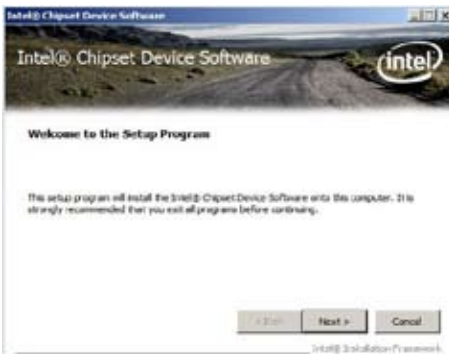 Intel® Chipset Device Software
Intel® Chipset Device Software
intel
Welcome to the Setup Program
This setup program will install the Intel® Chipset Device Software onto this computer. It is
strongly recommended that you exit all programs before continuing.
< Back
Next >
Cancel
Intel® Installation Framework